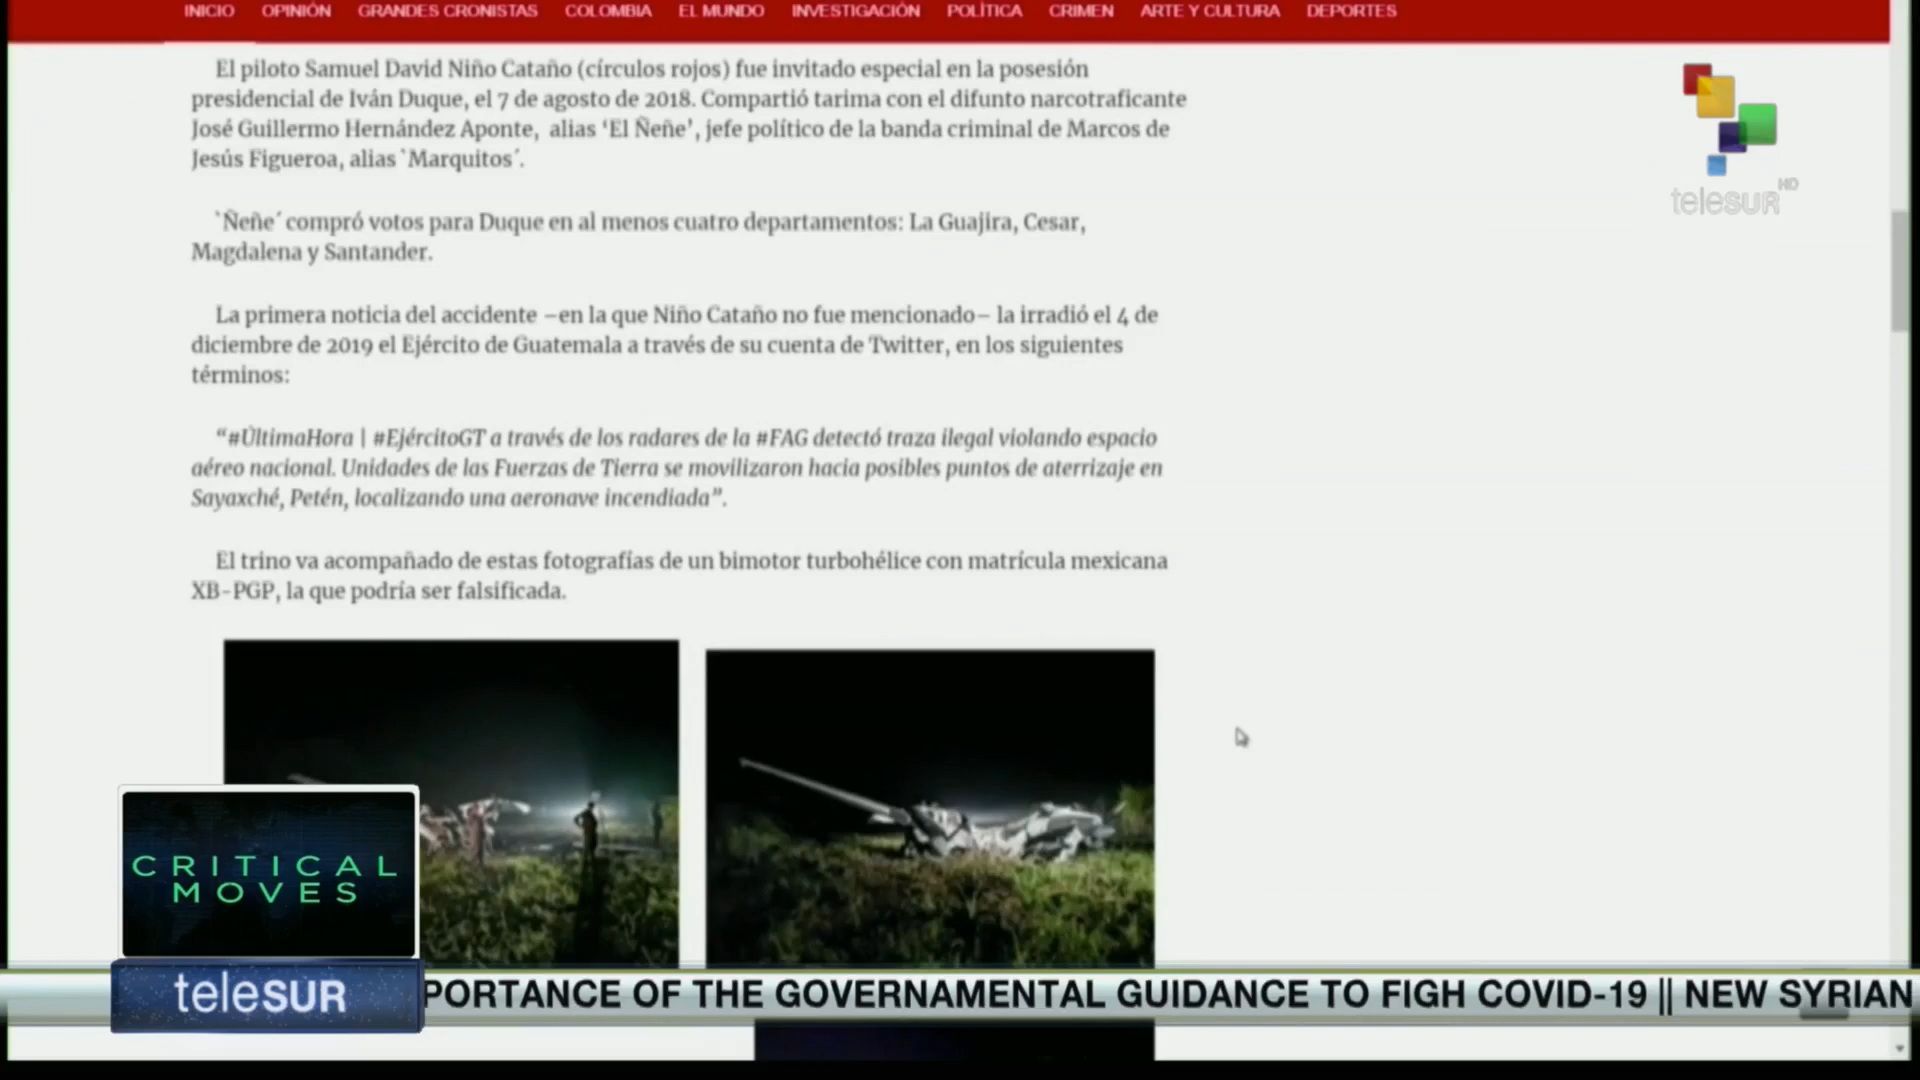 INICIO OPINIÓN GRANDES CRONISTAS COLOMBIA EL MUNDO INVESTIGACIÓN POLÍTICA CRIMEN ARTE Y CULTURA DEPORTES
El piloto Samuel David Niño Cataño (círculos rojos) fue invitado especial en la posesión
presidencial de Iván Duque, el 7 de agosto de 2018. Compartió tarima con el difunto narcotraficante
José Guillermo Hernández Aponte, alias ‘El Ñeñe’, jefe político de la banda criminal de Marcos de
Jesús Figueroa, alias `Marquitos´.
`Ñeñe´ compró votos para Duque en al menos cuatro departamentos: La Guajira, Cesar,
Magdalena y Santander.
La primera noticia del accidente –en la que Niño Cataño no fue mencionado– la irradió el 4 de
diciembre de 2019 el Ejército de Guatemala a través de su cuenta de Twitter, en los siguientes
términos:
“#ÚltimaHora | #EjércitoGT a través de los radares de la #FAG detectó traza ilegal violando espacio
aéreo nacional. Unidades de las Fuerzas de Tierra se movilizaron hacia posibles puntos de aterrizaje en
Sayaxché, Petén, localizando una aeronave incendiada”.
El trino va acompañado de estas fotografías de un bimotor turbohélice con matrícula mexicana
XB-PGP, la que podría ser falsificada.
teleSUR HD
CRITICAL
MOVES
teleSUR
PORTANCE OF THE GOVERNAMENTAL GUIDANCE TO FIGH COVID-19 || NEW SYRIAN